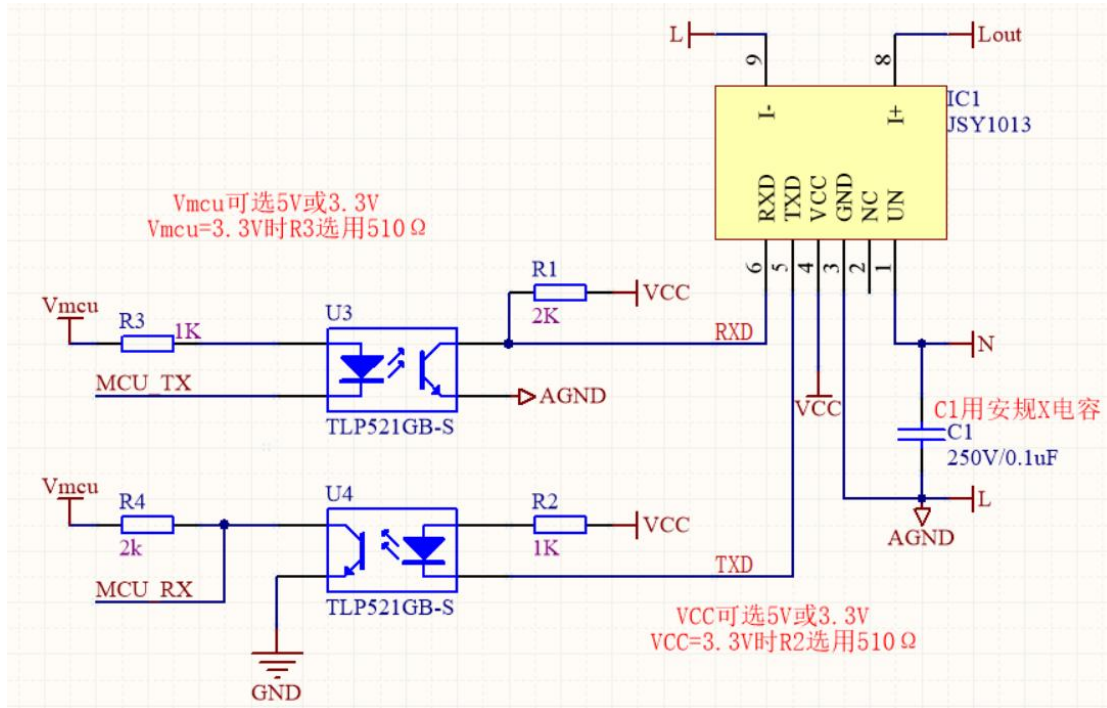 L
Lout
9
8
I-
I+
IC1
JSY1013
RXD
TXD
VCC
GND
NC
UN
6
5
4
3
2
1
Vmcu可选5V或3.3V
Vmcu=3.3V时R3选用510Ω
R1
VCC
2K
Vmcu
R3
1K
U3
RXD
N
MCU_TX
AGND
VCC
TLP521GB-S
C1用安规X电容
C1
250V/0.1uF
Vmcu
R4
2k
U4
R2
VCC
1K
L
AGND
MCU_RX
TXD
TLP521GB-S
VCC可选5V或3.3V
VCC=3.3V时R2选用510Ω
GND